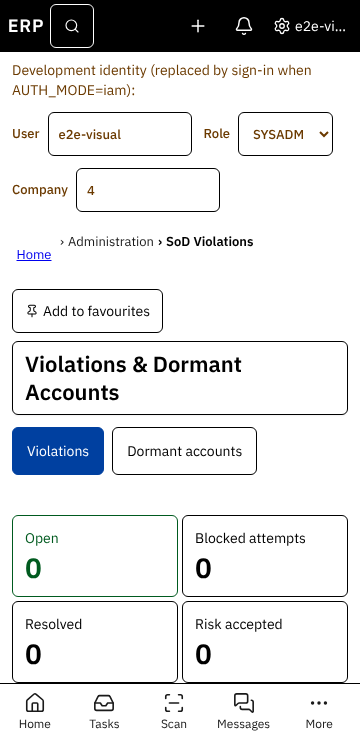 ERP
e2e-vi...
Development identity (replaced by sign-in when
AUTH_MODE=iam):
User
e2e-visual
Role
SYSADM
Company
4
Home
› Administration › SoD Violations
Add to favourites
Violations & Dormant
Accounts
Violations
Dormant accounts
Open
0
Blocked attempts
0
Resolved
0
Risk accepted
0
Home
Tasks
Scan
Messages
More